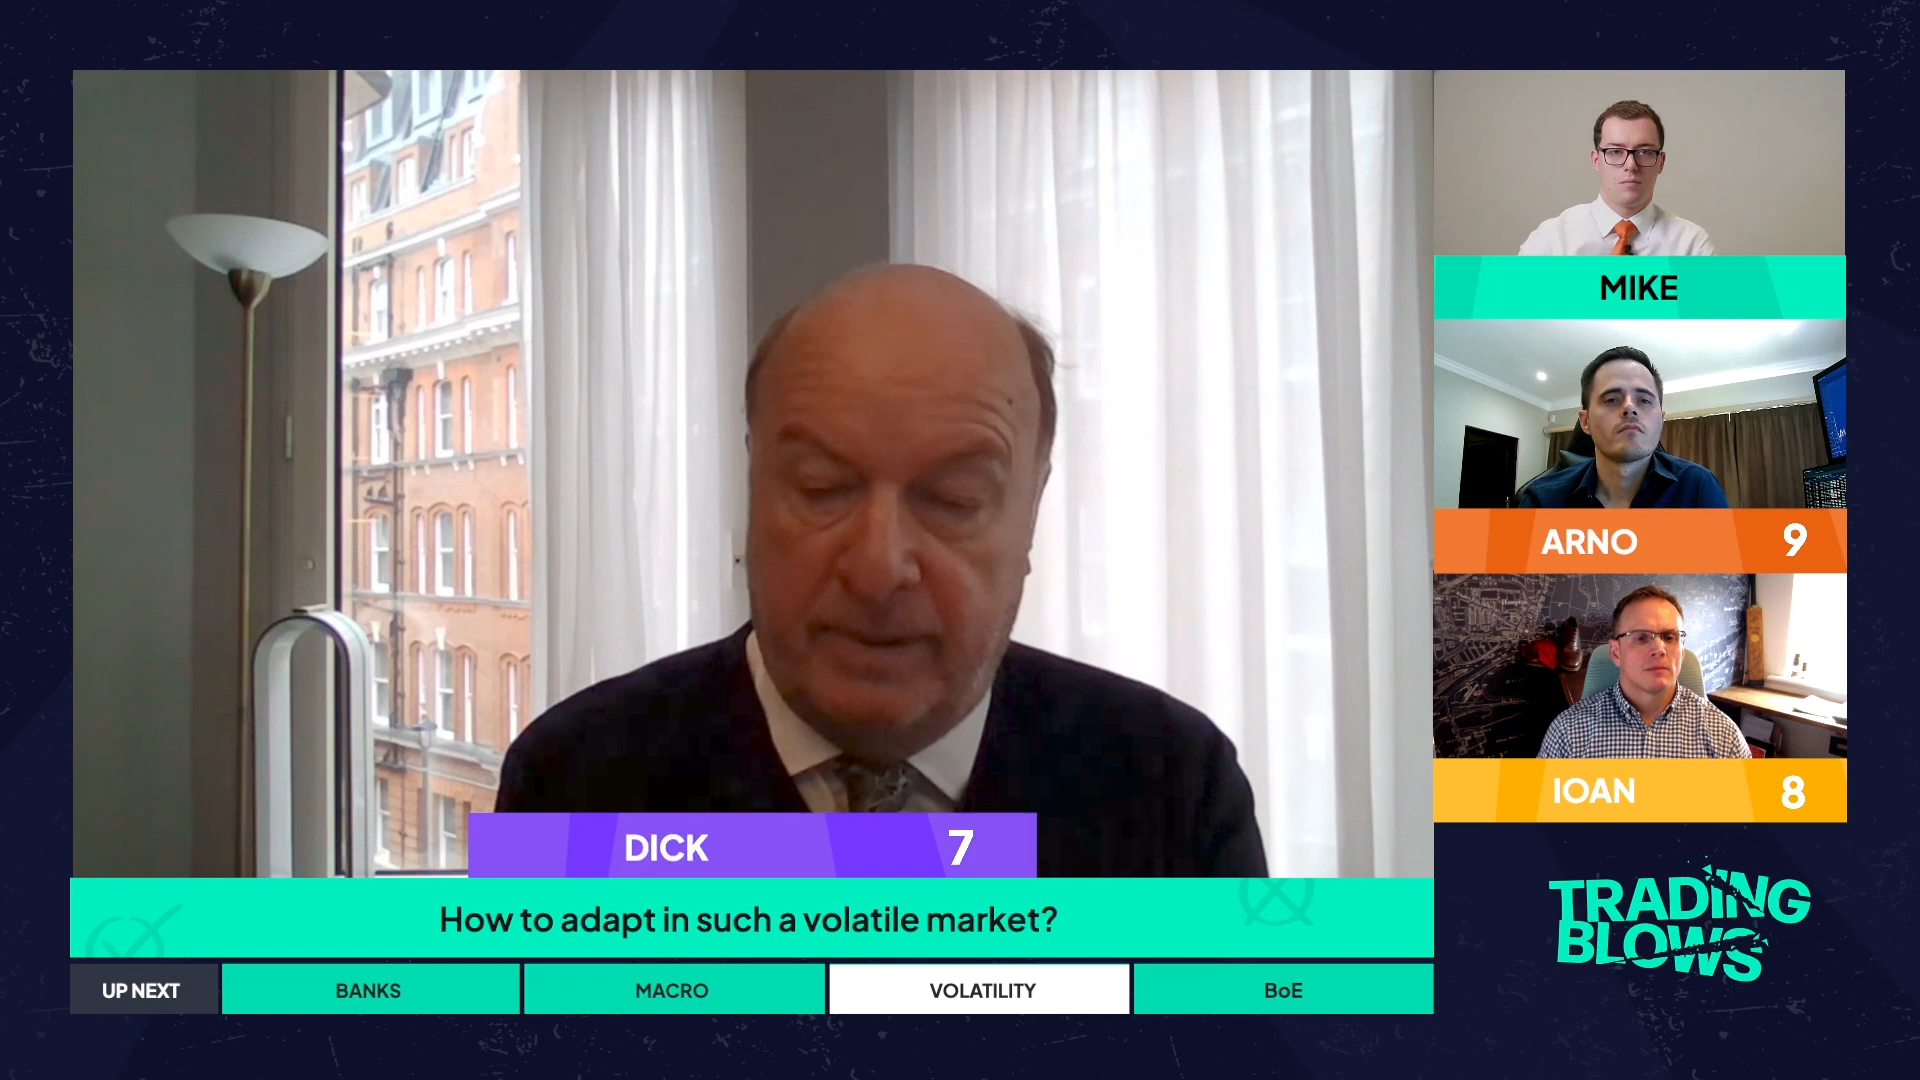 MIKE
ARNO 9
IOAN 8
DICK 7
How to adapt in such a volatile market?
UP NEXT BANKS MACRO VOLATILITY BoE
TRADING
BLOWS